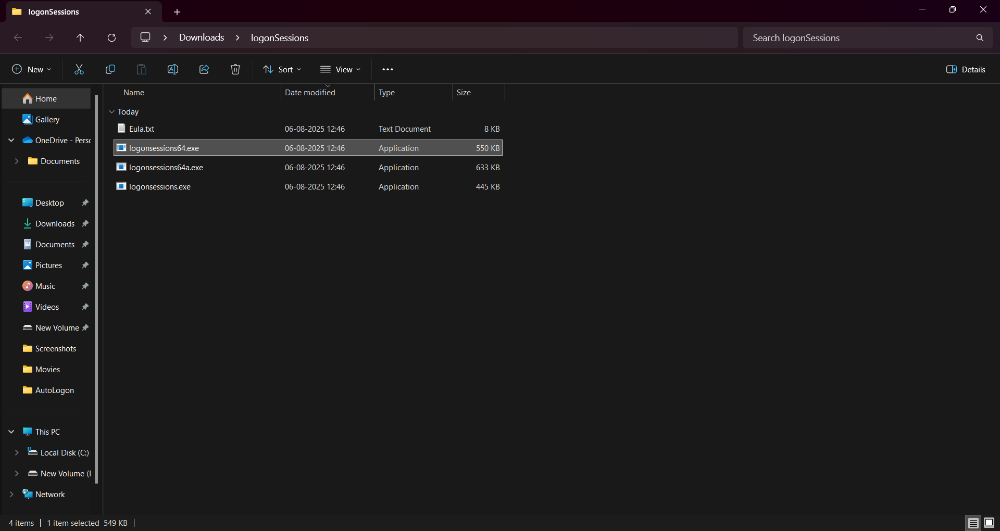 logonSessions
Downloads
logonSessions
Search logonSessions
New
Sort
View
Details
Name
Date modified
Type
Size
Today
Eula.txt 06-08-2025 12:46 Text Document 8 KB
logonsessions64.exe 06-08-2025 12:46 Application 550 KB
logonsessions64a.exe 06-08-2025 12:46 Application 633 KB
logonsessions.exe 06-08-2025 12:46 Application 445 KB
Home
Gallery
OneDrive - Perso
Documents
Desktop
Downloads
Documents
Pictures
Music
Videos
New Volume
Screenshots
Movies
AutoLogon
This PC
Local Disk (C:)
New Volume (
Network
4 items
1 item selected 549 KB